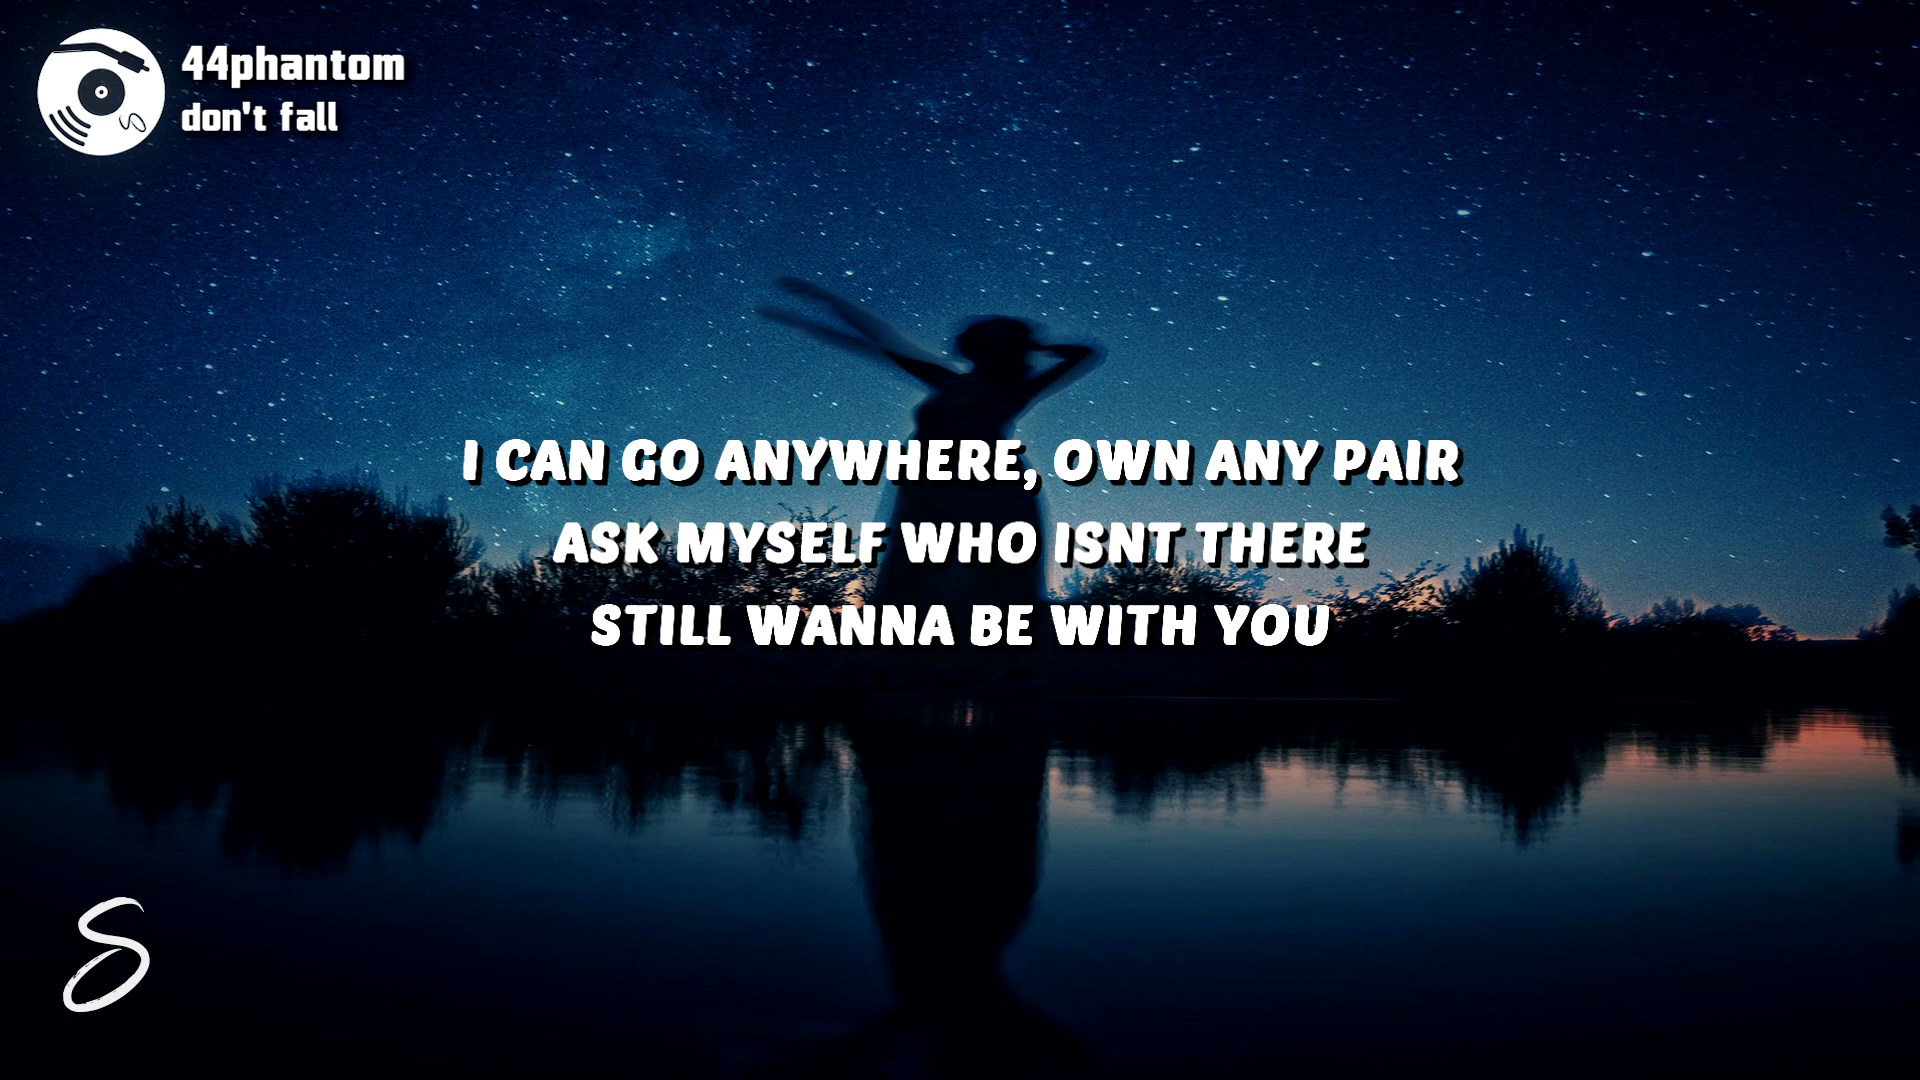 44phantom
don't fall
I CAN GO ANYWHERE, OWN ANY PAIR
ASK MYSELF WHO ISNT THERE
STILL WANNA BE WITH YOU
S